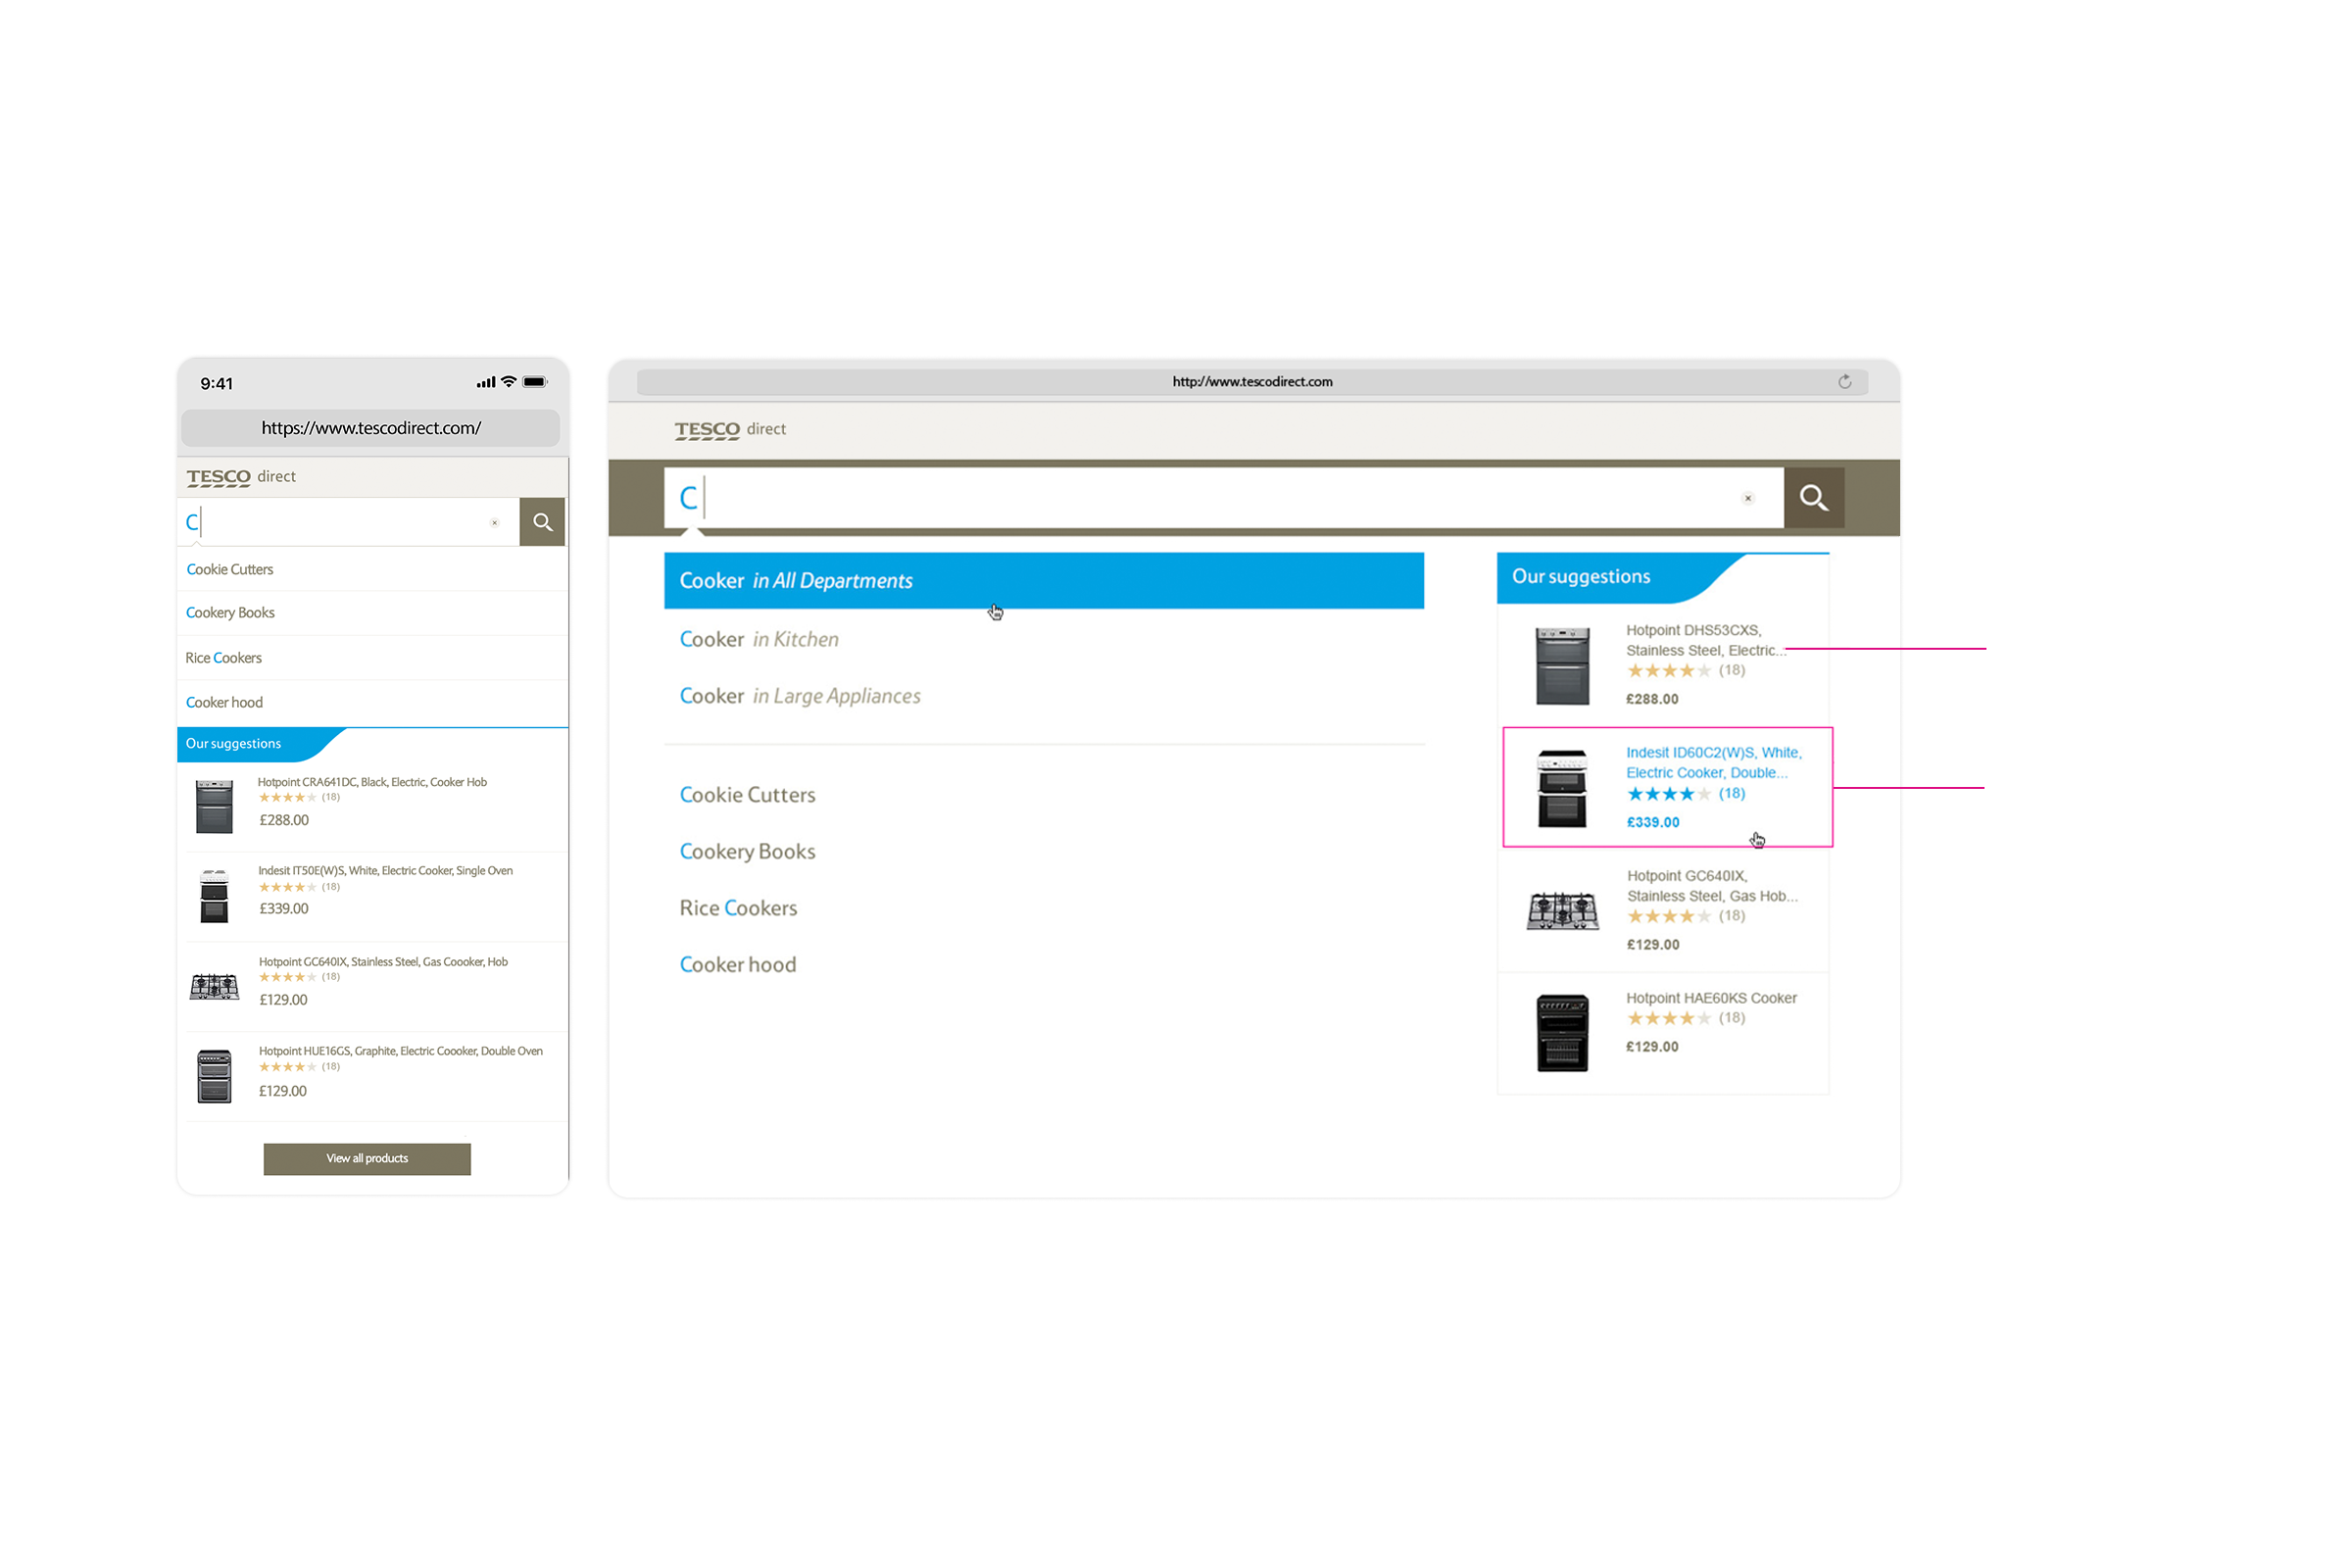 9:41
https://www.tescodirect.com/
TESCO direct
C
Cookie Cutters
Cookery Books
Rice Cookers
Cooker hood
Our suggestions
Hotpoint CRA641DC, Black, Electric, Cooker Hob
(18)
£288.00
Indesit IT50E(W)S, White, Electric Cooker, Single Oven
(18)
£339.00
Hotpoint GC640IX, Stainless Steel, Gas Coooker, Hob
(18)
£129.00
Hotpoint HUE16GS, Graphite, Electric Coooker, Double Oven
(18)
£129.00
View all products
http://www.tescodirect.com
TESCO direct
C
Cooker in All Departments
Cooker in Kitchen
Cooker in Large Appliances
Cookie Cutters
Cookery Books
Rice Cookers
Cooker hood
Our suggestions
Hotpoint DHS53CXS,
Stainless Steel, Electric...
(18)
£288.00
Indesit ID60C2(W)S, White,
Electric Cooker, Double...
(18)
£339.00
Hotpoint GC640IX,
Stainless Steel, Gas Hob...
(18)
£129.00
Hotpoint HAE60KS Cooker
(18)
£129.00